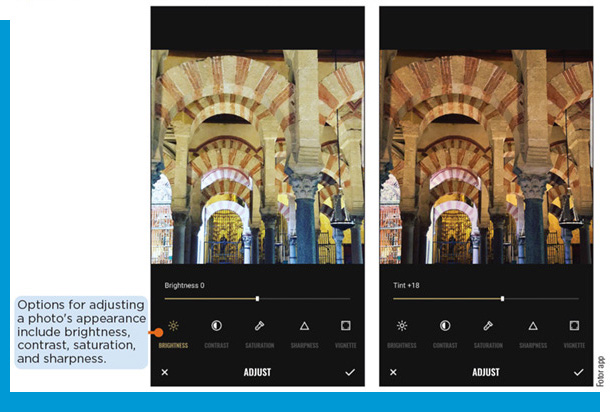 Options for adjusting
a photo's appearance
include brightness,
contrast, saturation,
and sharpness.
Brightness 0
BRIGHTNESS CONTRAST SATURATION SHARPNESS VIGNETTE
ADJUST
Tint +18
BRIGHTNESS CONTRAST SATURATION SHARPNESS VIGNETTE
ADJUST
Fotor app